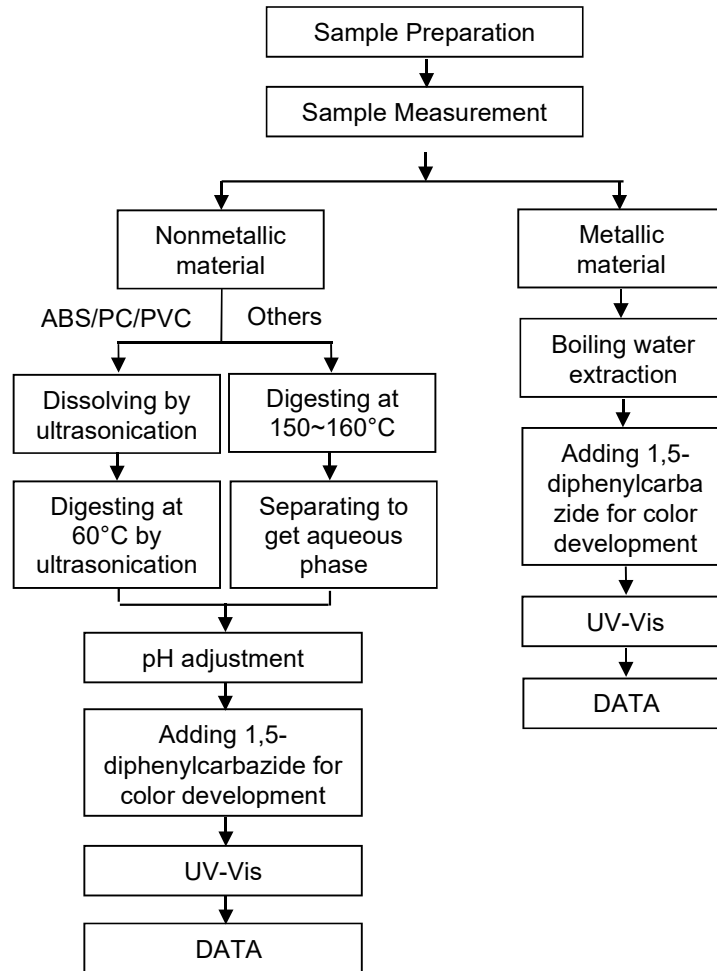 Sample Preparation
Sample Measurement
Nonmetallic
material
ABS/PC/PVC
Others
Dissolving by
ultrasonication
Digesting at
150~160°C
Digesting at
60°C by
ultrasonication
Separating to
get aqueous
phase
pH adjustment
Adding 1,5-
diphenylcarbazide for
color development
UV-Vis
DATA
Metallic
material
Boiling water
extraction
Adding 1,5-
diphenylcarba
zide for color
development
UV-Vis
DATA